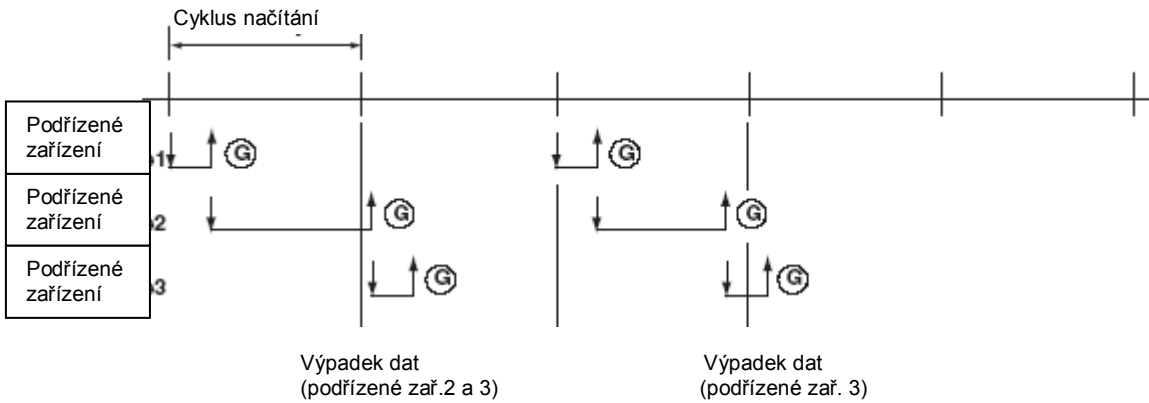 Cyklus načítání
Podřízené
zařízení
1
G
G
Podřízené
zařízení
2
G
G
Podřízené
zařízení
3
G
G
Výpadek dat
(podřízené zař.2 a 3)
Výpadek dat
(podřízené zař. 3)